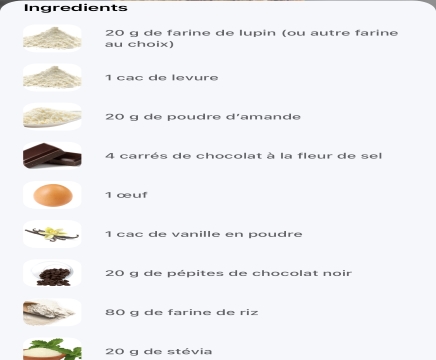 Ingredients
20 g de farine de lupin (ou autre farine
au choix)
1 cac de levure
20 g de poudre d'amande
4 carrés de chocolat à la fleur de sel
1 œuf
1 cac de vanille en poudre
20 g de pépites de chocolat noir
80 g de farine de riz
20 g de stévia